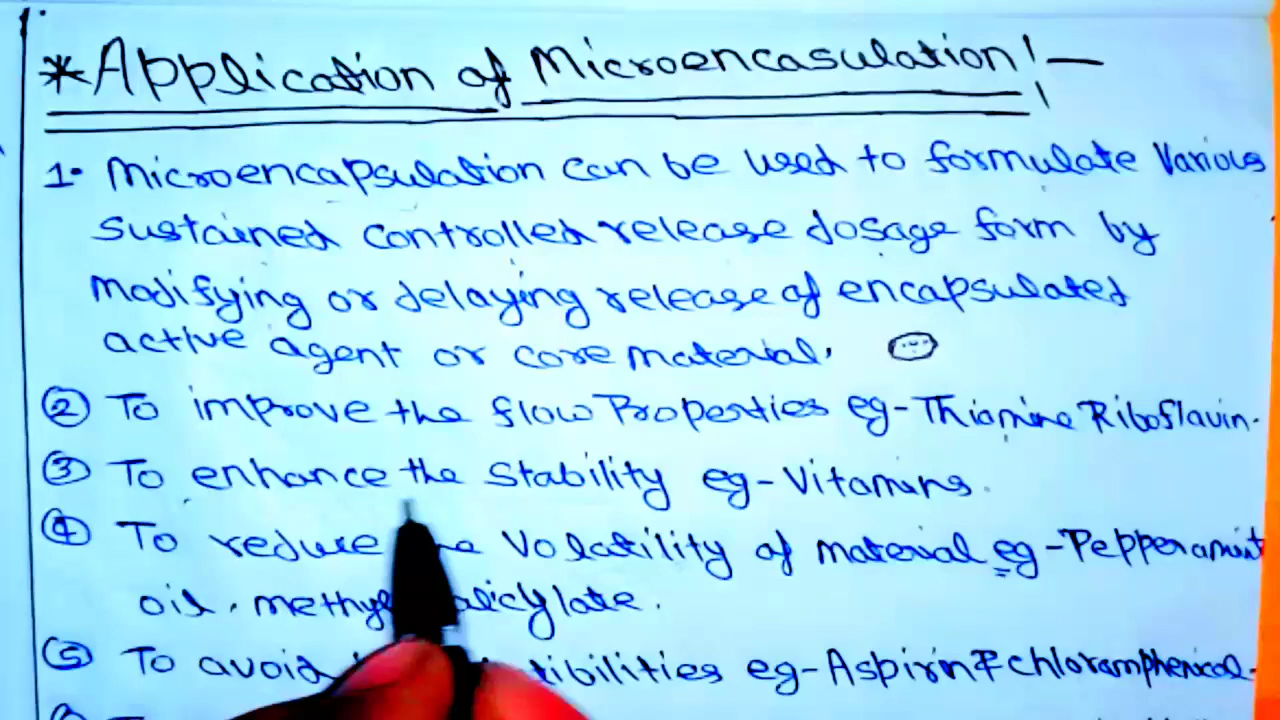 *Application of Microencasulation!—
1. Microencapsulation can be used to formulate Various
sustained controlled release dosage form by
modifying or delaying release of encapsulated
active agent or core material.
② To improve the flow Properties eg-Thiamine Riboflavin.
③ To enhance the Stability eg-Vitamins.
④ To reduce Volatility of material eg-Pepperamint
oil, methyl salicylate.
⑤ To avoid eg-Aspirin & chloramphenicol.